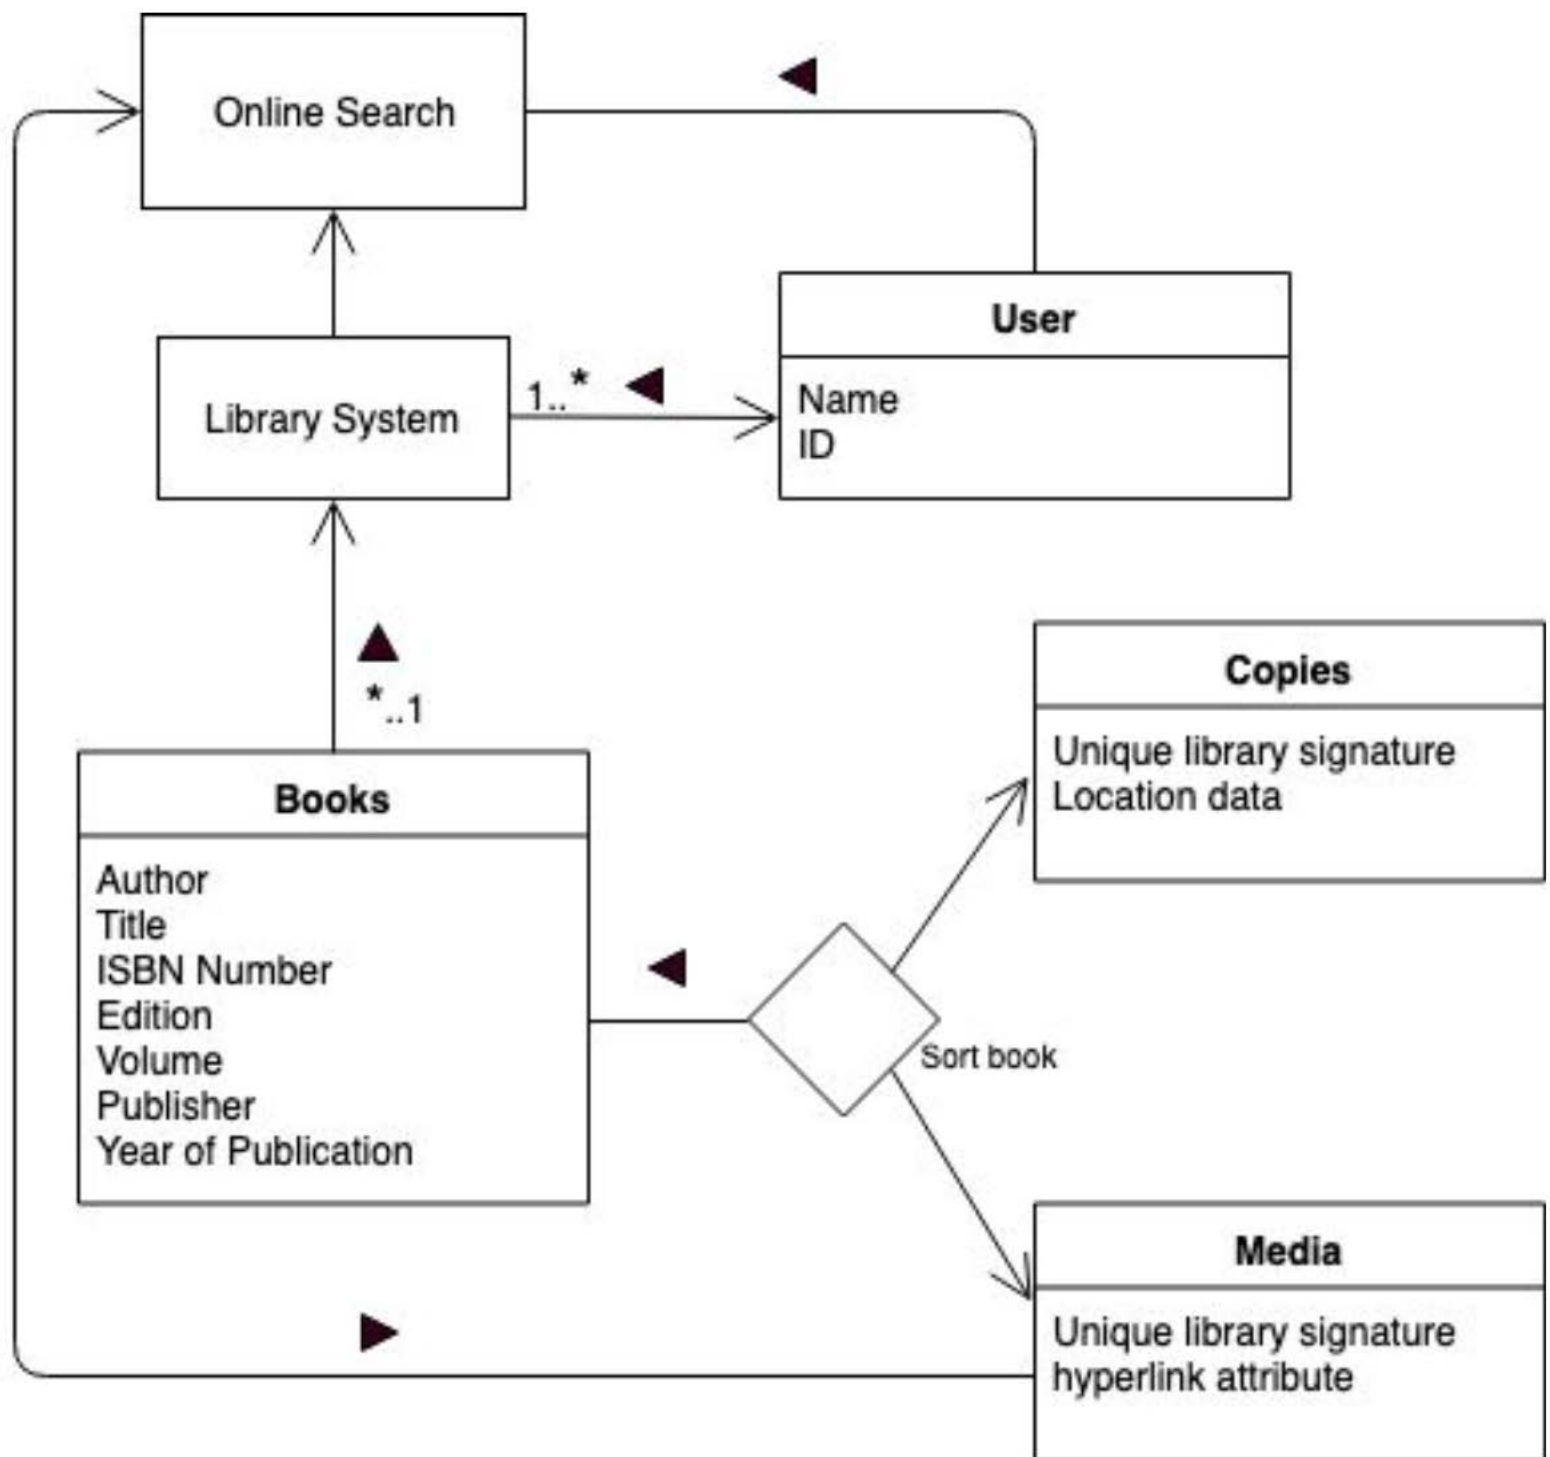 Online Search
User
Name
ID
Library System
1..*
*..1
Books
Author
Title
ISBN Number
Edition
Volume
Publisher
Year of Publication
Copies
Unique library signature
Location data
Sort book
Media
Unique library signature
hyperlink attribute